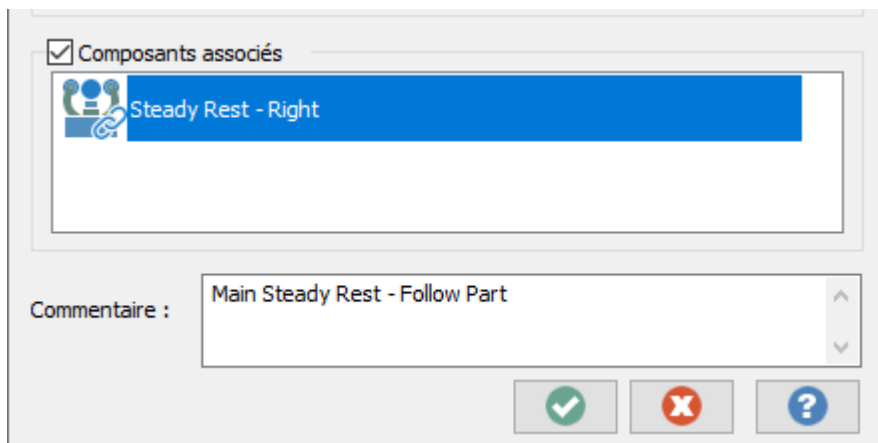 Composants associés
Steady Rest - Right
Commentaire :
Main Steady Rest - Follow Part